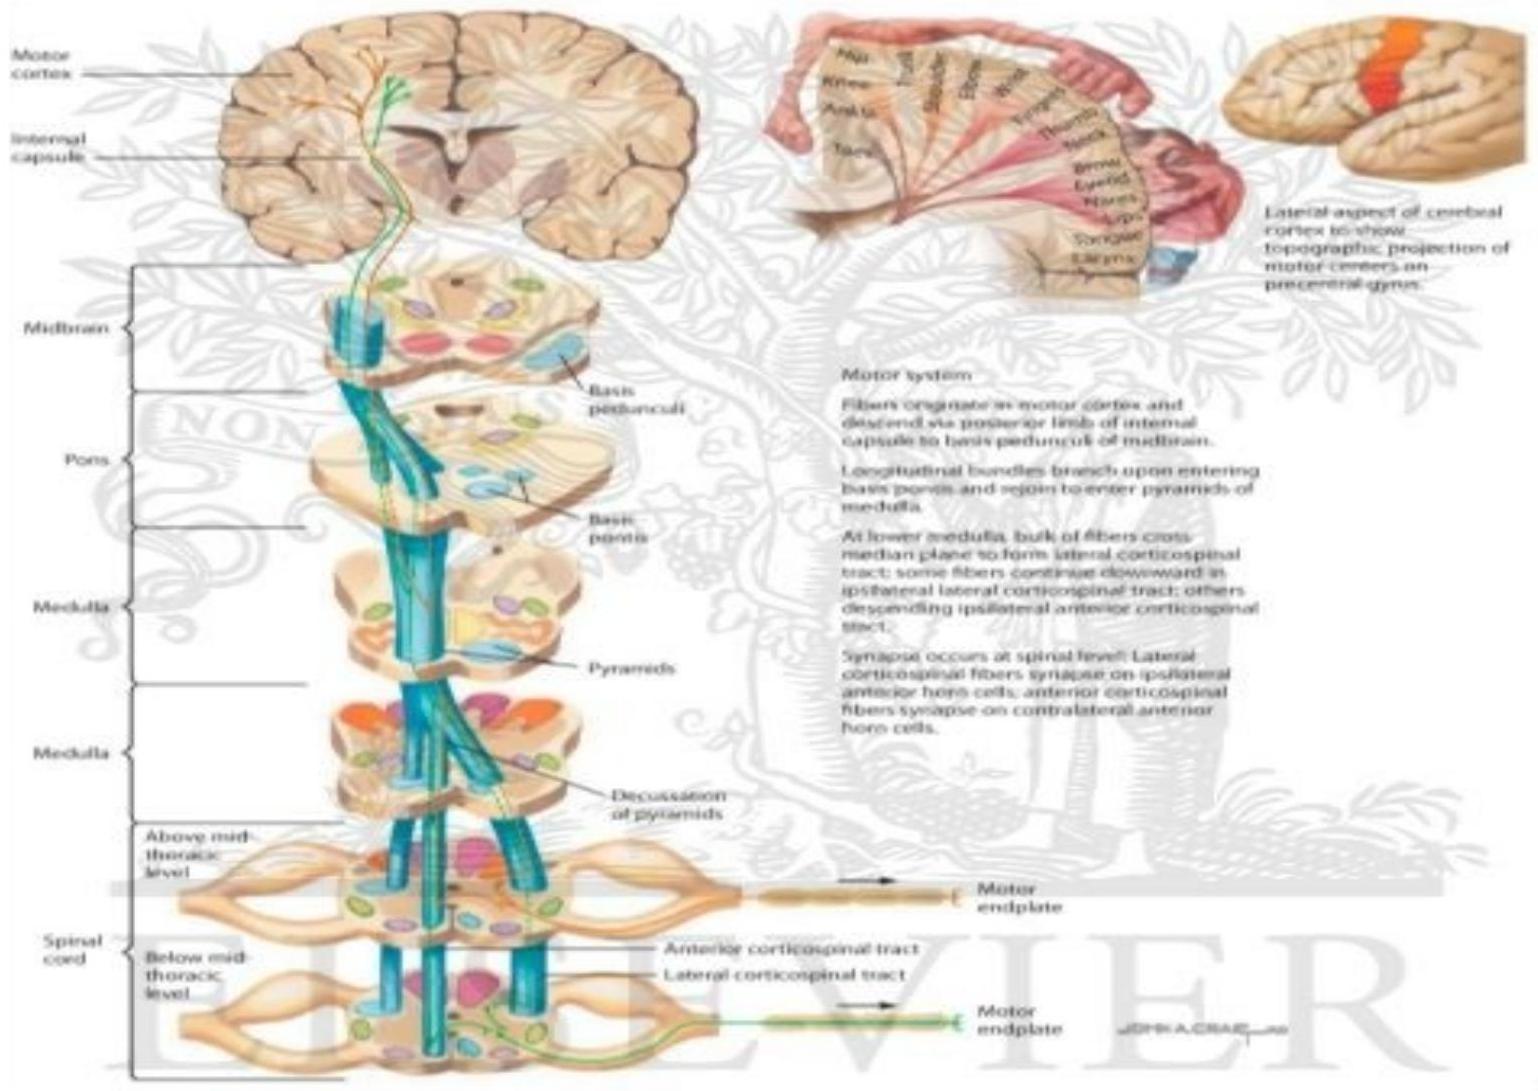 Motor
cortex
Internal
capsule
Midbrain
Pons
Medulla
Medulla
Spinal
cord
Above mid-
thoracic
level
Below mid-
thoracic
level
Basis
pedunculi
Basis
pontis
Pyramids
Decussation
of pyramids
Anterior corticospinal tract
Lateral corticospinal tract
Motor
endplate
Motor
endplate
Hip
Knee
Ankle
Toes
Trunk
Shoulder
Elbow
Wrist
Fingers
Thumb
Neck
Brow
Eyelid
Nares
Lips
Tongue
Larynx
Lateral aspect of cerebral
cortex to show
topographic projection of
motor centers on
precentral gyrus.
Motor system
Fibers originate in motor cortex and
descend via posterior limb of internal
capsule to basis pedunculi of midbrain.
Longitudinal bundles branch upon entering
basis pontis and rejoin to enter pyramids of
medulla.
At lower medulla, bulk of fibers cross
median plane to form lateral corticospinal
tract; some fibers continue downward in
ipsilateral lateral corticospinal tract; others
descending ipsilateral anterior corticospinal
tract.
Synapse occurs at spinal level: Lateral
corticospinal fibers synapse on ipsilateral
anterior horn cells; anterior corticospinal
fibers synapse on contralateral anterior
horn cells.
NON
SOLUS
JOHN A. CRAIG
ELSEVIER